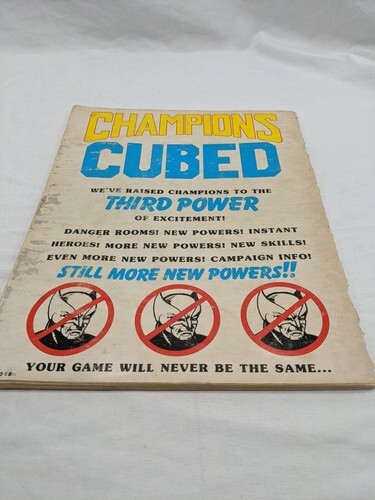 CHAMPIONS
CUBED
WE'VE RAISED CHAMPIONS TO THE
THIRD POWER
OF EXCITEMENT!
DANGER ROOMS! NEW POWERS! INSTANT
HEROES! MORE NEW POWERS! NEW SKILLS!
EVEN MORE NEW POWERS! CAMPAIGN INFO!
STILL MORE NEW POWERS!!
YOUR GAME WILL NEVER BE THE SAME...